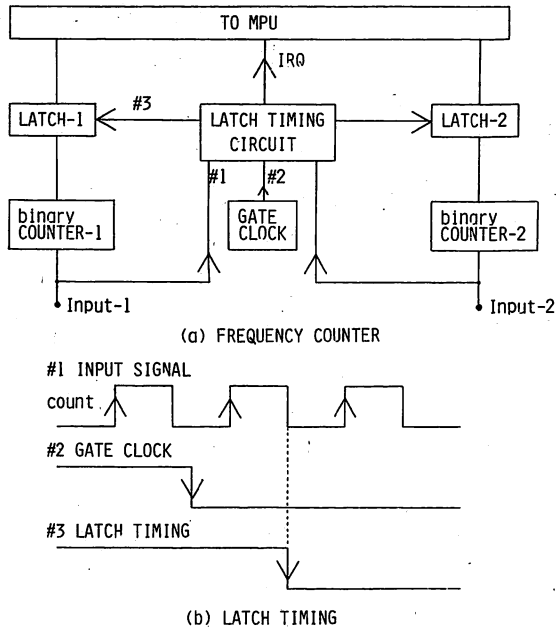 TO MPU
IRQ
#3
LATCH-1
LATCH TIMING
CIRCUIT
LATCH-2
#1
#2
binary
COUNTER-1
GATE
CLOCK
binary
COUNTER-2
Input-1
Input-2
(a) FREQUENCY COUNTER
#1 INPUT SIGNAL
count
#2 GATE CLOCK
#3 LATCH TIMING
(b) LATCH TIMING